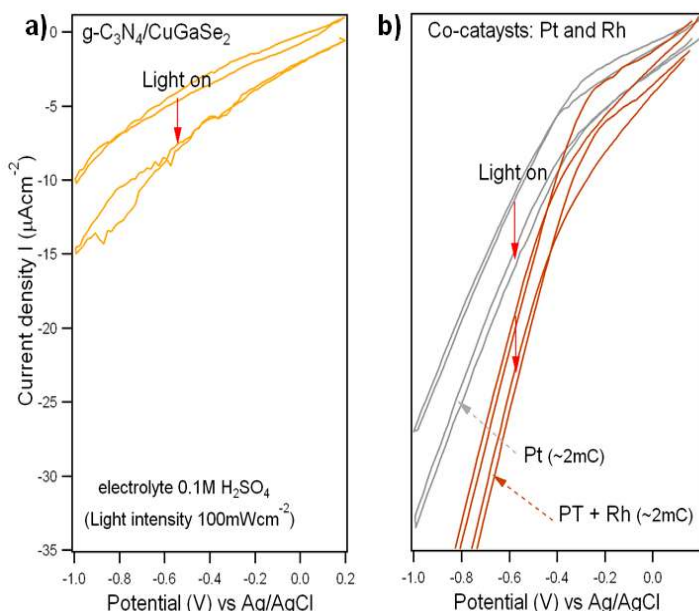 a)
g-C₃N₄/CuGaSe₂
Light on
electrolyte 0.1M H₂SO₄
(Light intensity 100mWcm⁻²)
0
-5
-10
-15
-20
-25
-30
-35
Current density I (µAcm⁻²)
-1.0 -0.8 -0.6 -0.4 -0.2 0.0 0.2
Potential (V) vs Ag/AgCl
b)
Co-cataysts: Pt and Rh
Light on
Pt (~2mC)
PT + Rh (~2mC)
-1.0 -0.8 -0.6 -0.4 -0.2 0.0
Potential (V) vs Ag/AgCl